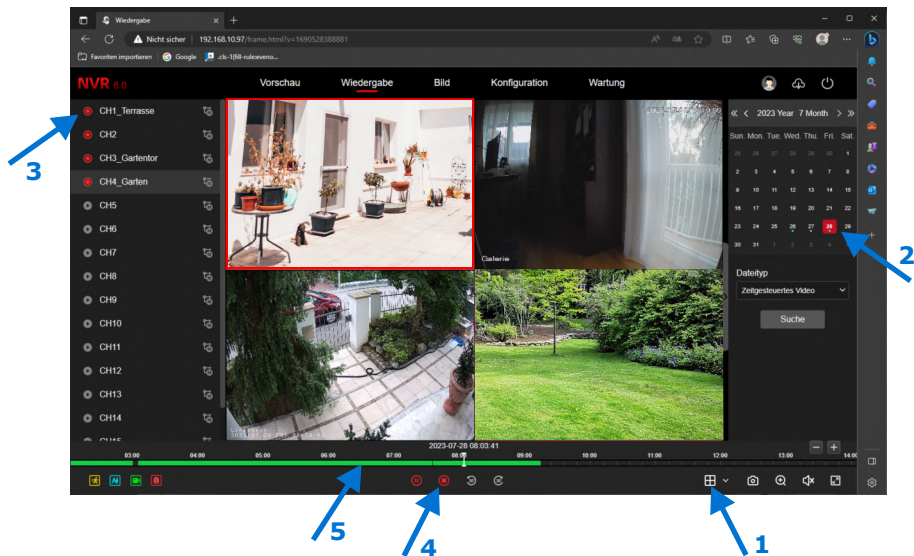 Wiedergabe
Nicht sicher | 192.168.10.97/frame.html?v=1690528388881
Favoriten importieren Google .cls-1{fill-rule:eveno...
NVR 6.0 Vorschau Wiedergabe Bild Konfiguration Wartung
CH1_Terrasse
CH2
CH3_Gartentor
CH4_Garten
CH5
CH6
CH7
CH8
CH9
CH10
CH11
CH12
CH13
CH14
Galerie
2023 Year 7 Month
Sun. Mon. Tue. Wed. Thu. Fri. Sat.
25 26 27 28 29 30 1
2 3 4 5 6 7 8
9 10 11 12 13 14 15
16 17 18 19 20 21 22
23 24 25 26 27 28 29
30 31 1 2 3 4
Dateityp
Zeitgesteuertes Video
Suche
2023-07-28 08:03:41
03:00 04:00 05:00 06:00 07:00 08:00 09:00 10:00 11:00 12:00 13:00 14:00
AI
3
2
5
4
1